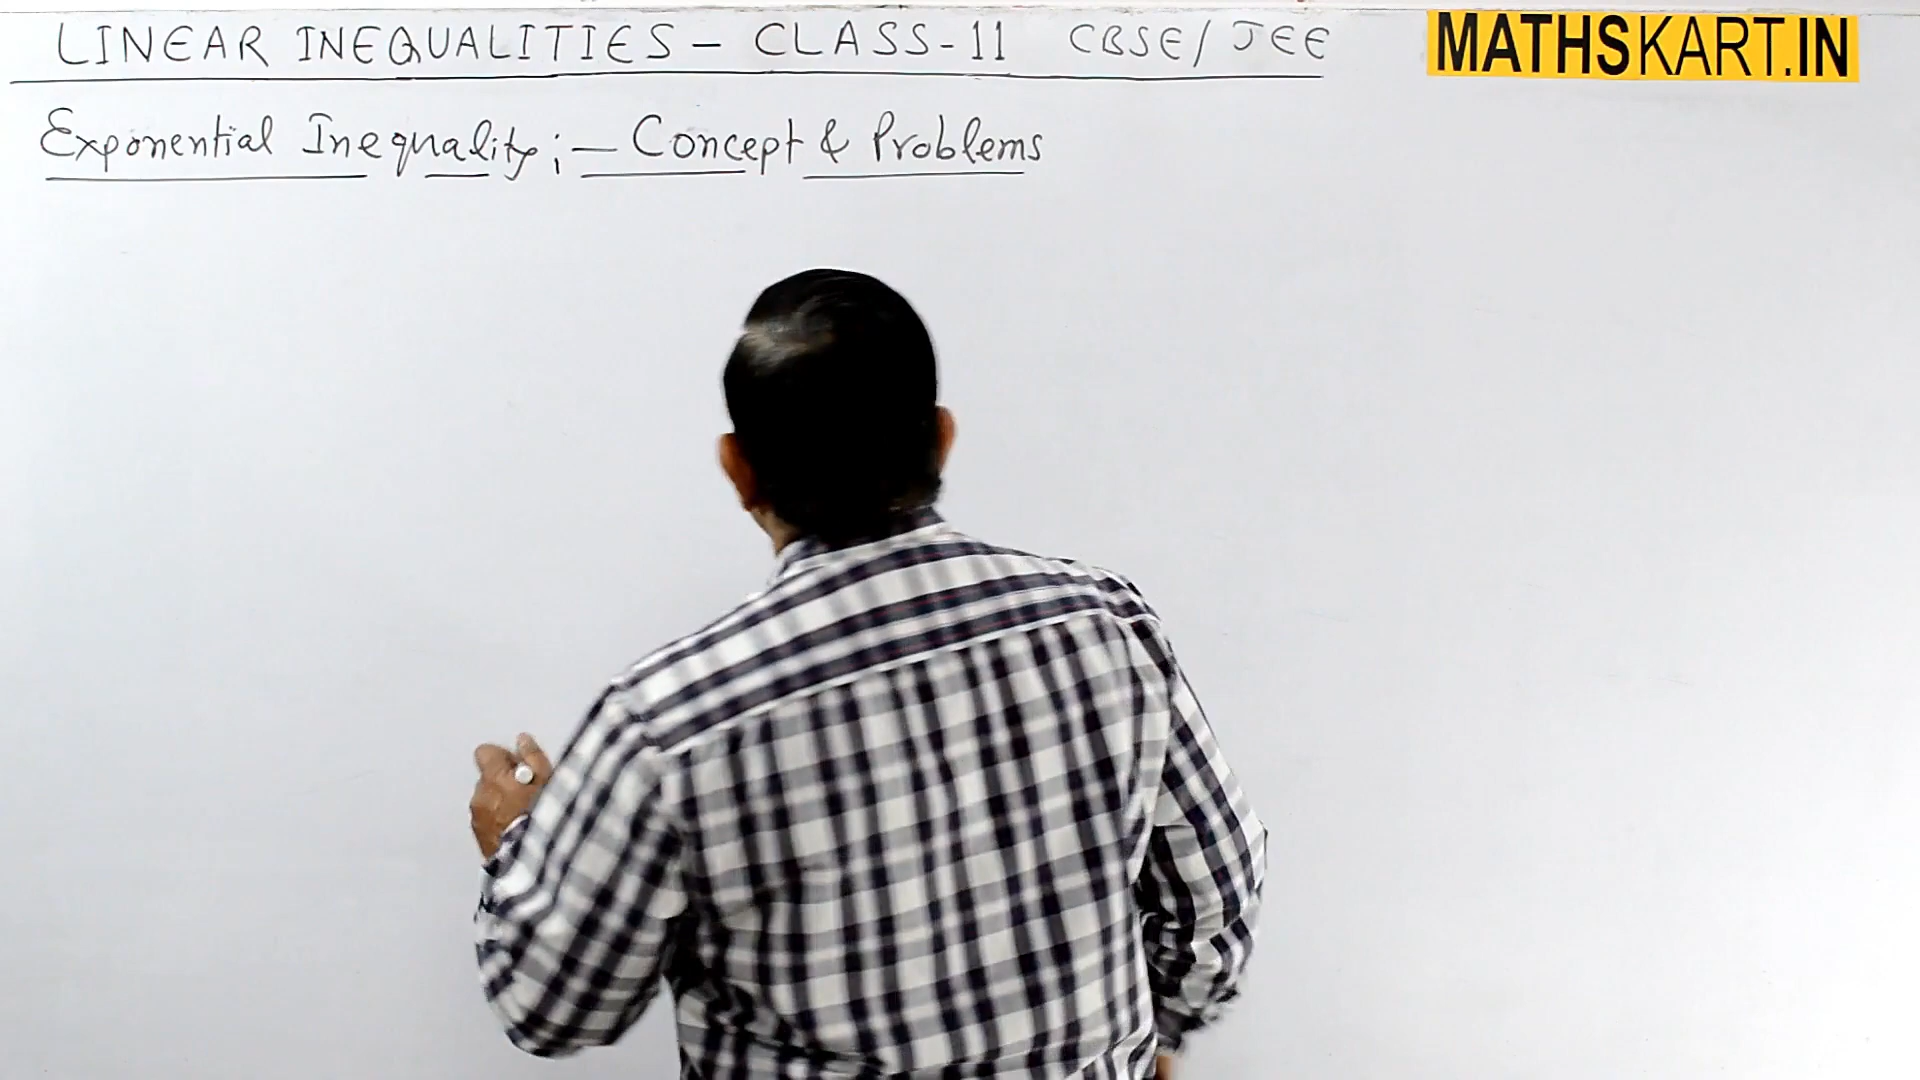 LINEAR INEQUALITIES - CLASS-11 CBSE/ JEE
MATHSKART.IN
Exponential Inequality:- Concept & Problems